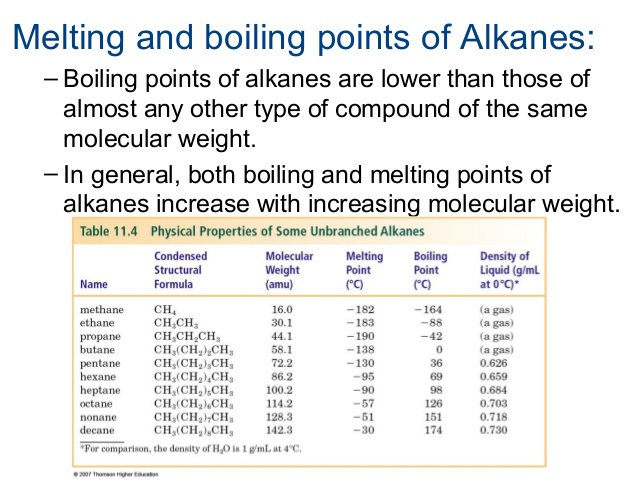 Melting and boiling points of Alkanes:
– Boiling points of alkanes are lower than those of
almost any other type of compound of the same
molecular weight.
– In general, both boiling and melting points of
alkanes increase with increasing molecular weight.
Table 11.4 Physical Properties of Some Unbranched Alkanes
Condensed Molecular Melting Boiling Density of
Structural Weight Point Point Liquid (g/mL
Name Formula (amu) (°C) (°C) at 0°C)*
methane CH₄ 16.0 −182 −164 (a gas)
ethane CH₃CH₃ 30.1 −183 −88 (a gas)
propane CH₃CH₂CH₃ 44.1 −190 −42 (a gas)
butane CH₃(CH₂)₂CH₃ 58.1 −138 0 (a gas)
pentane CH₃(CH₂)₃CH₃ 72.2 −130 36 0.626
hexane CH₃(CH₂)₄CH₃ 86.2 −95 69 0.659
heptane CH₃(CH₂)₅CH₃ 100.2 −90 98 0.684
octane CH₃(CH₂)₆CH₃ 114.2 −57 126 0.703
nonane CH₃(CH₂)₇CH₃ 128.3 −51 151 0.718
decane CH₃(CH₂)₈CH₃ 142.3 −30 174 0.730
*For comparison, the density of H₂O is 1 g/mL at 4°C.
© 2007 Thomson Higher Education